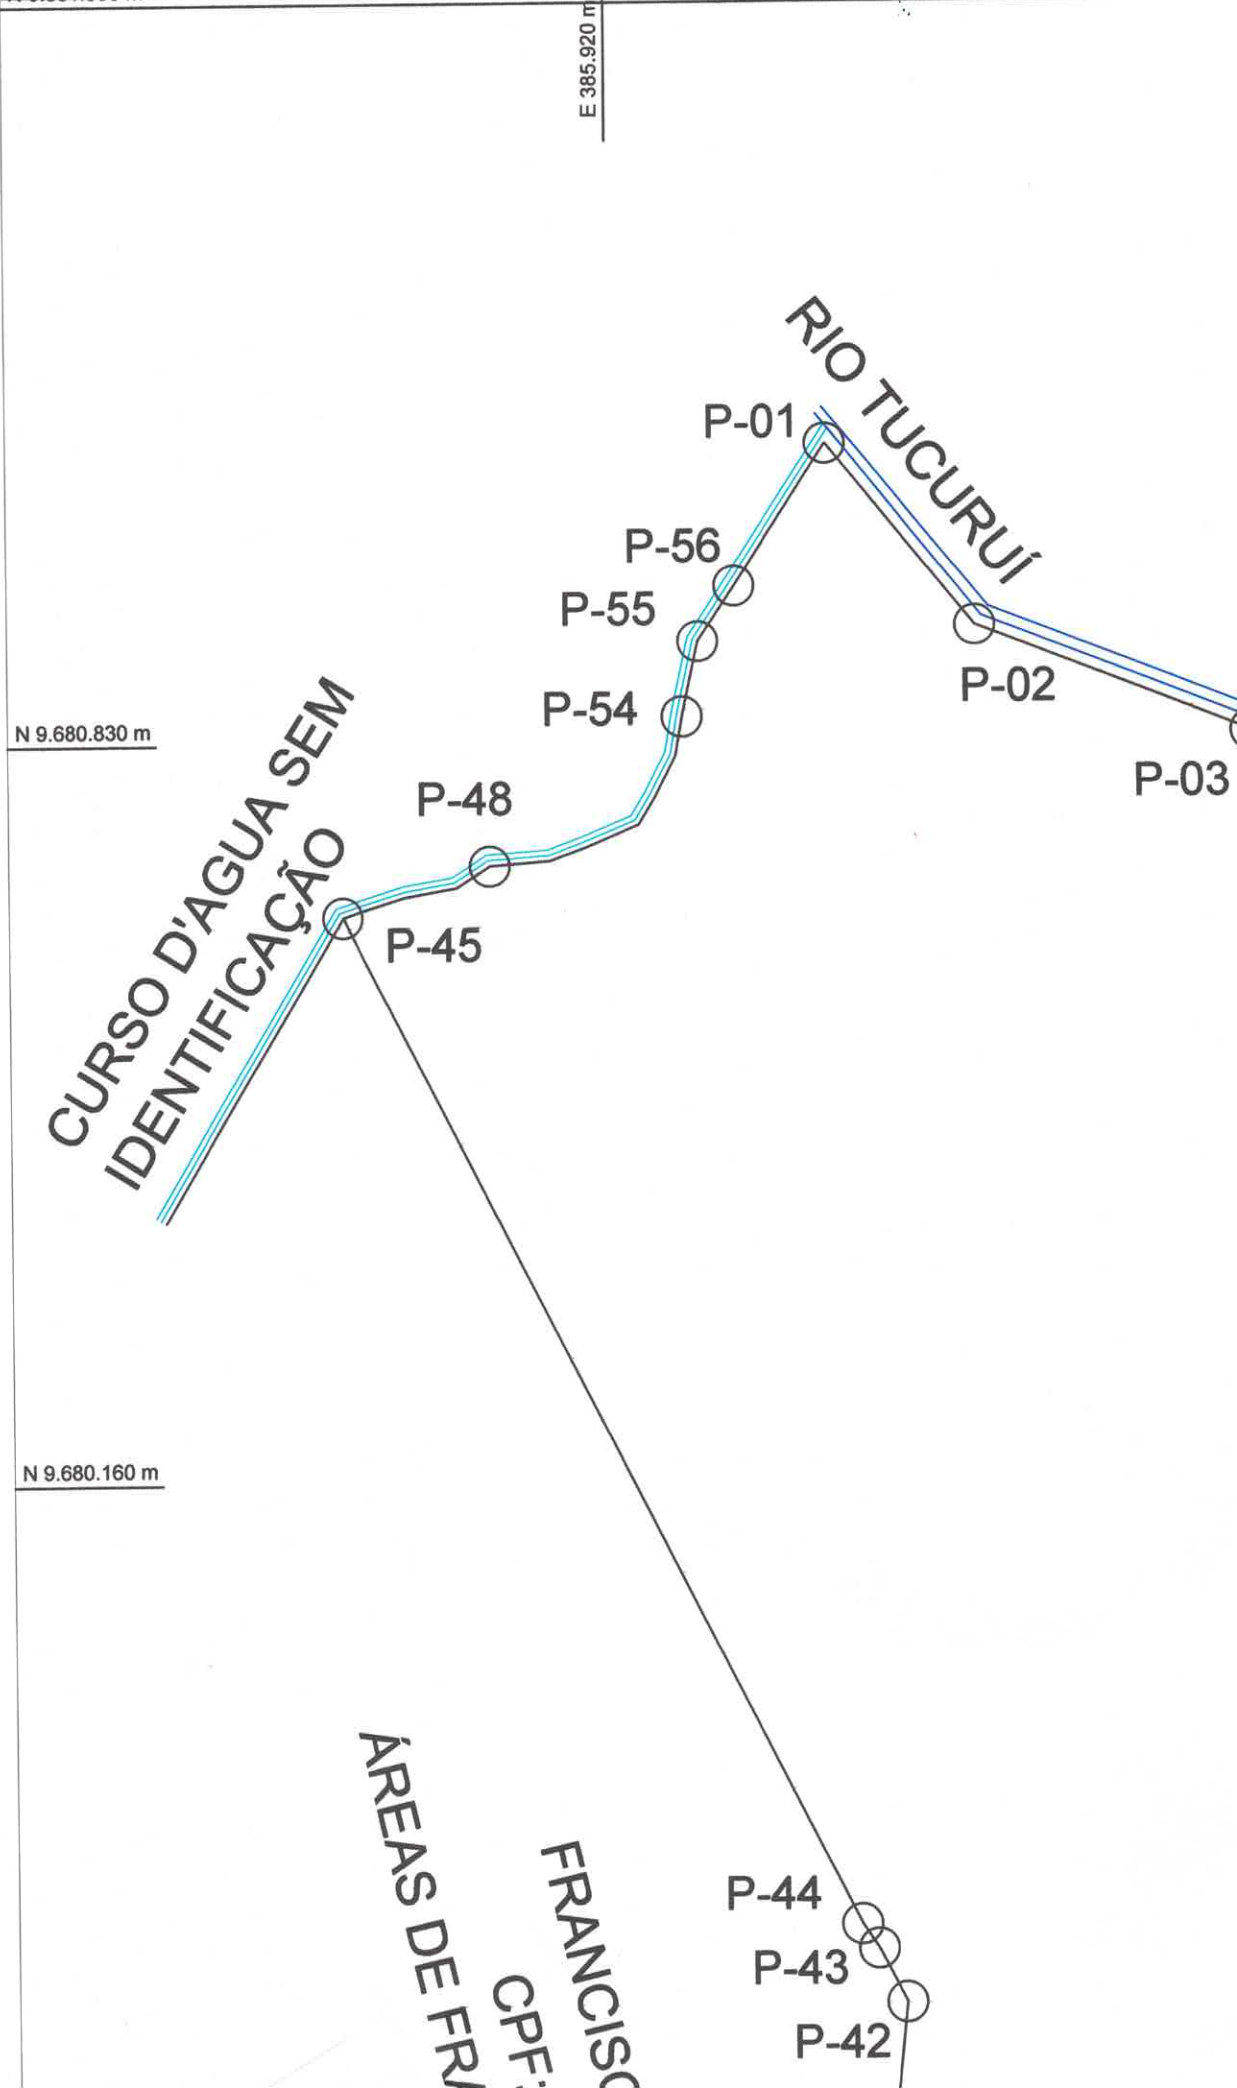 E 385.920 m
RIO TUCURUÍ
P-01
P-56
P-55
P-02
P-54
N 9.680.830 m
P-03
P-48
CURSO D'AGUA SEM
IDENTIFICAÇÃO
P-45
N 9.680.160 m
ÁREAS DE
FRANCISC
CPF:
P-44
P-43
P-42